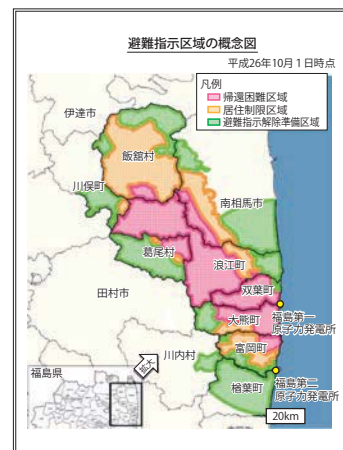 避難指示区域の概念図
平成26年10月1日時点
凡例
帰還困難区域
居住制限区域
避難指示解除準備区域
伊達市
飯舘村
川俣町
南相馬市
葛尾村
浪江町
双葉町
田村市
大熊町
福島第一
原子力発電所
富岡町
川内村
拡大
福島県
福島第二
原子力発電所
楢葉町
20km